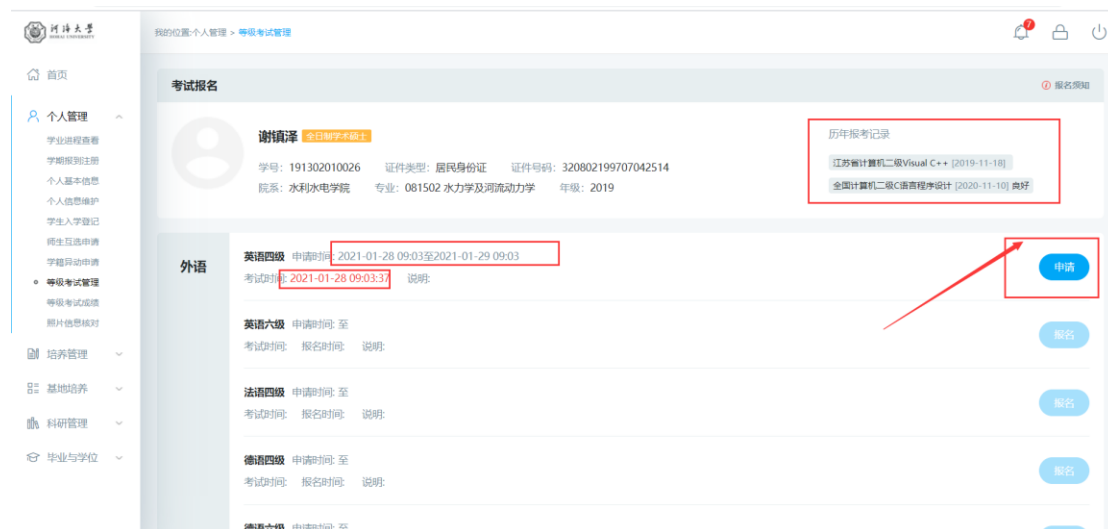 河海大学
HOHAI UNIVERSITY
我的位置:个人管理 > 等级考试管理
7
首页
个人管理
学业进程查看
学期报到注册
个人基本信息
个人信息维护
学生入学登记
师生互选申请
学籍异动申请
等级考试管理
等级考试成绩
照片信息核对
培养管理
基地培养
科研管理
毕业与学位
考试报名
报名须知
谢镇泽 全日制学术硕士
学号: 191302010026 证件类型: 居民身份证 证件号码: 320802199707042514
院系: 水利水电学院 专业: 081502 水力学及河流动力学 年级: 2019
历年报考记录
江苏省计算机二级Visual C++ [2019-11-18]
全国计算机二级C语言程序设计 [2020-11-10] 良好
外语
英语四级 申请时间: 2021-01-28 09:03至2021-01-29 09:03
考试时间: 2021-01-28 09:03:37 说明:
申请
英语六级 申请时间: 至
考试时间: 报名时间: 说明:
报名
法语四级 申请时间: 至
考试时间: 报名时间: 说明:
报名
德语四级 申请时间: 至
考试时间: 报名时间: 说明:
报名
德语六级 申请时间: 至